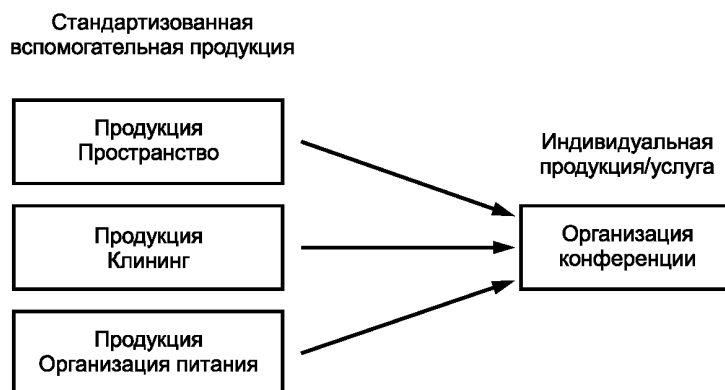 Стандартизованная
вспомогательная продукция
Продукция
Пространство
Продукция
Клининг
Продукция
Организация питания
Индивидуальная
продукция/услуга
Организация
конференции